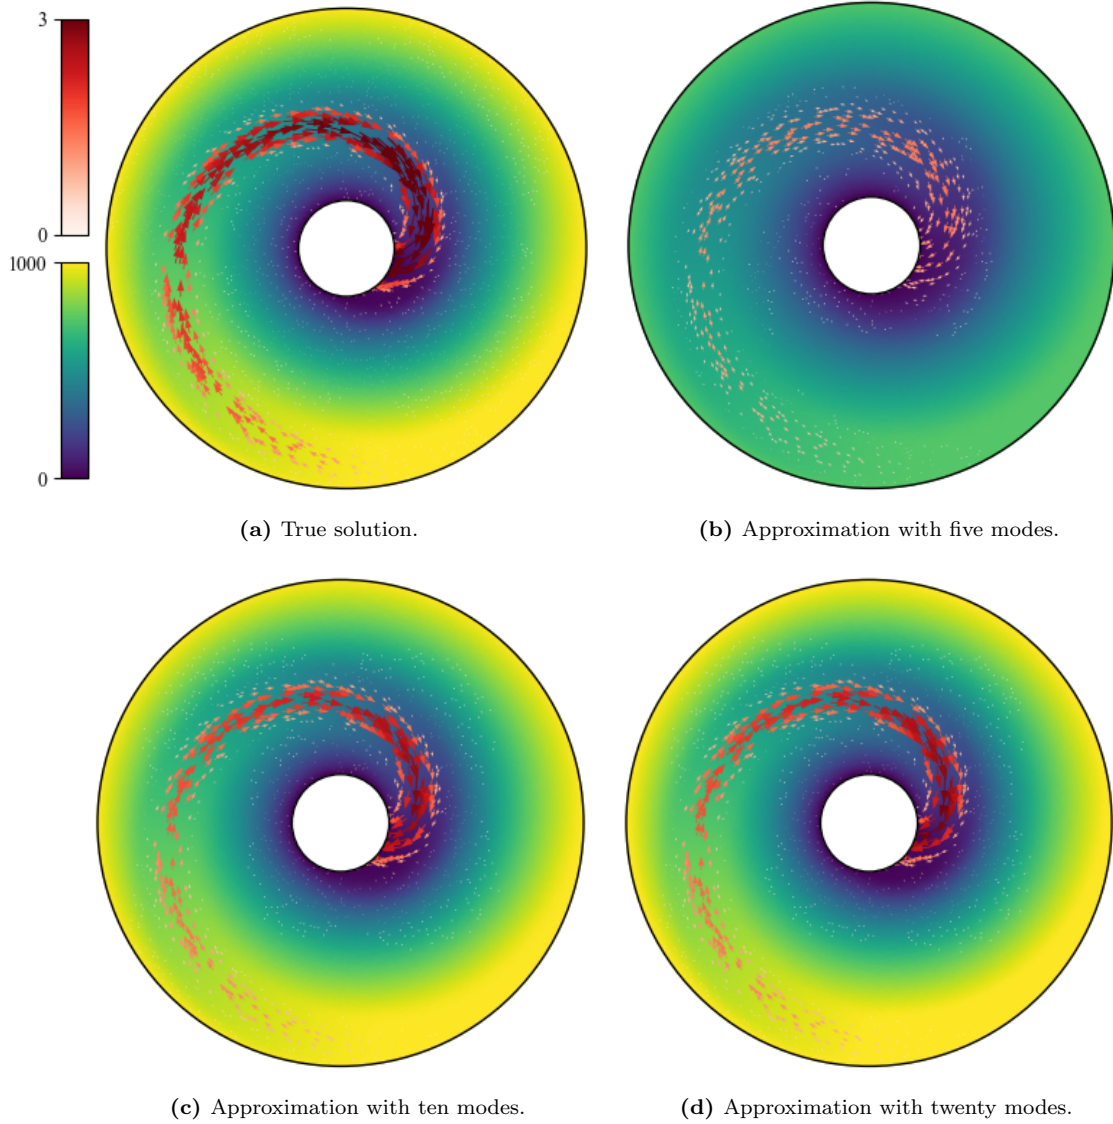 3
0
1000
0
(a) True solution.
(b) Approximation with five modes.
(c) Approximation with ten modes.
(d) Approximation with twenty modes.